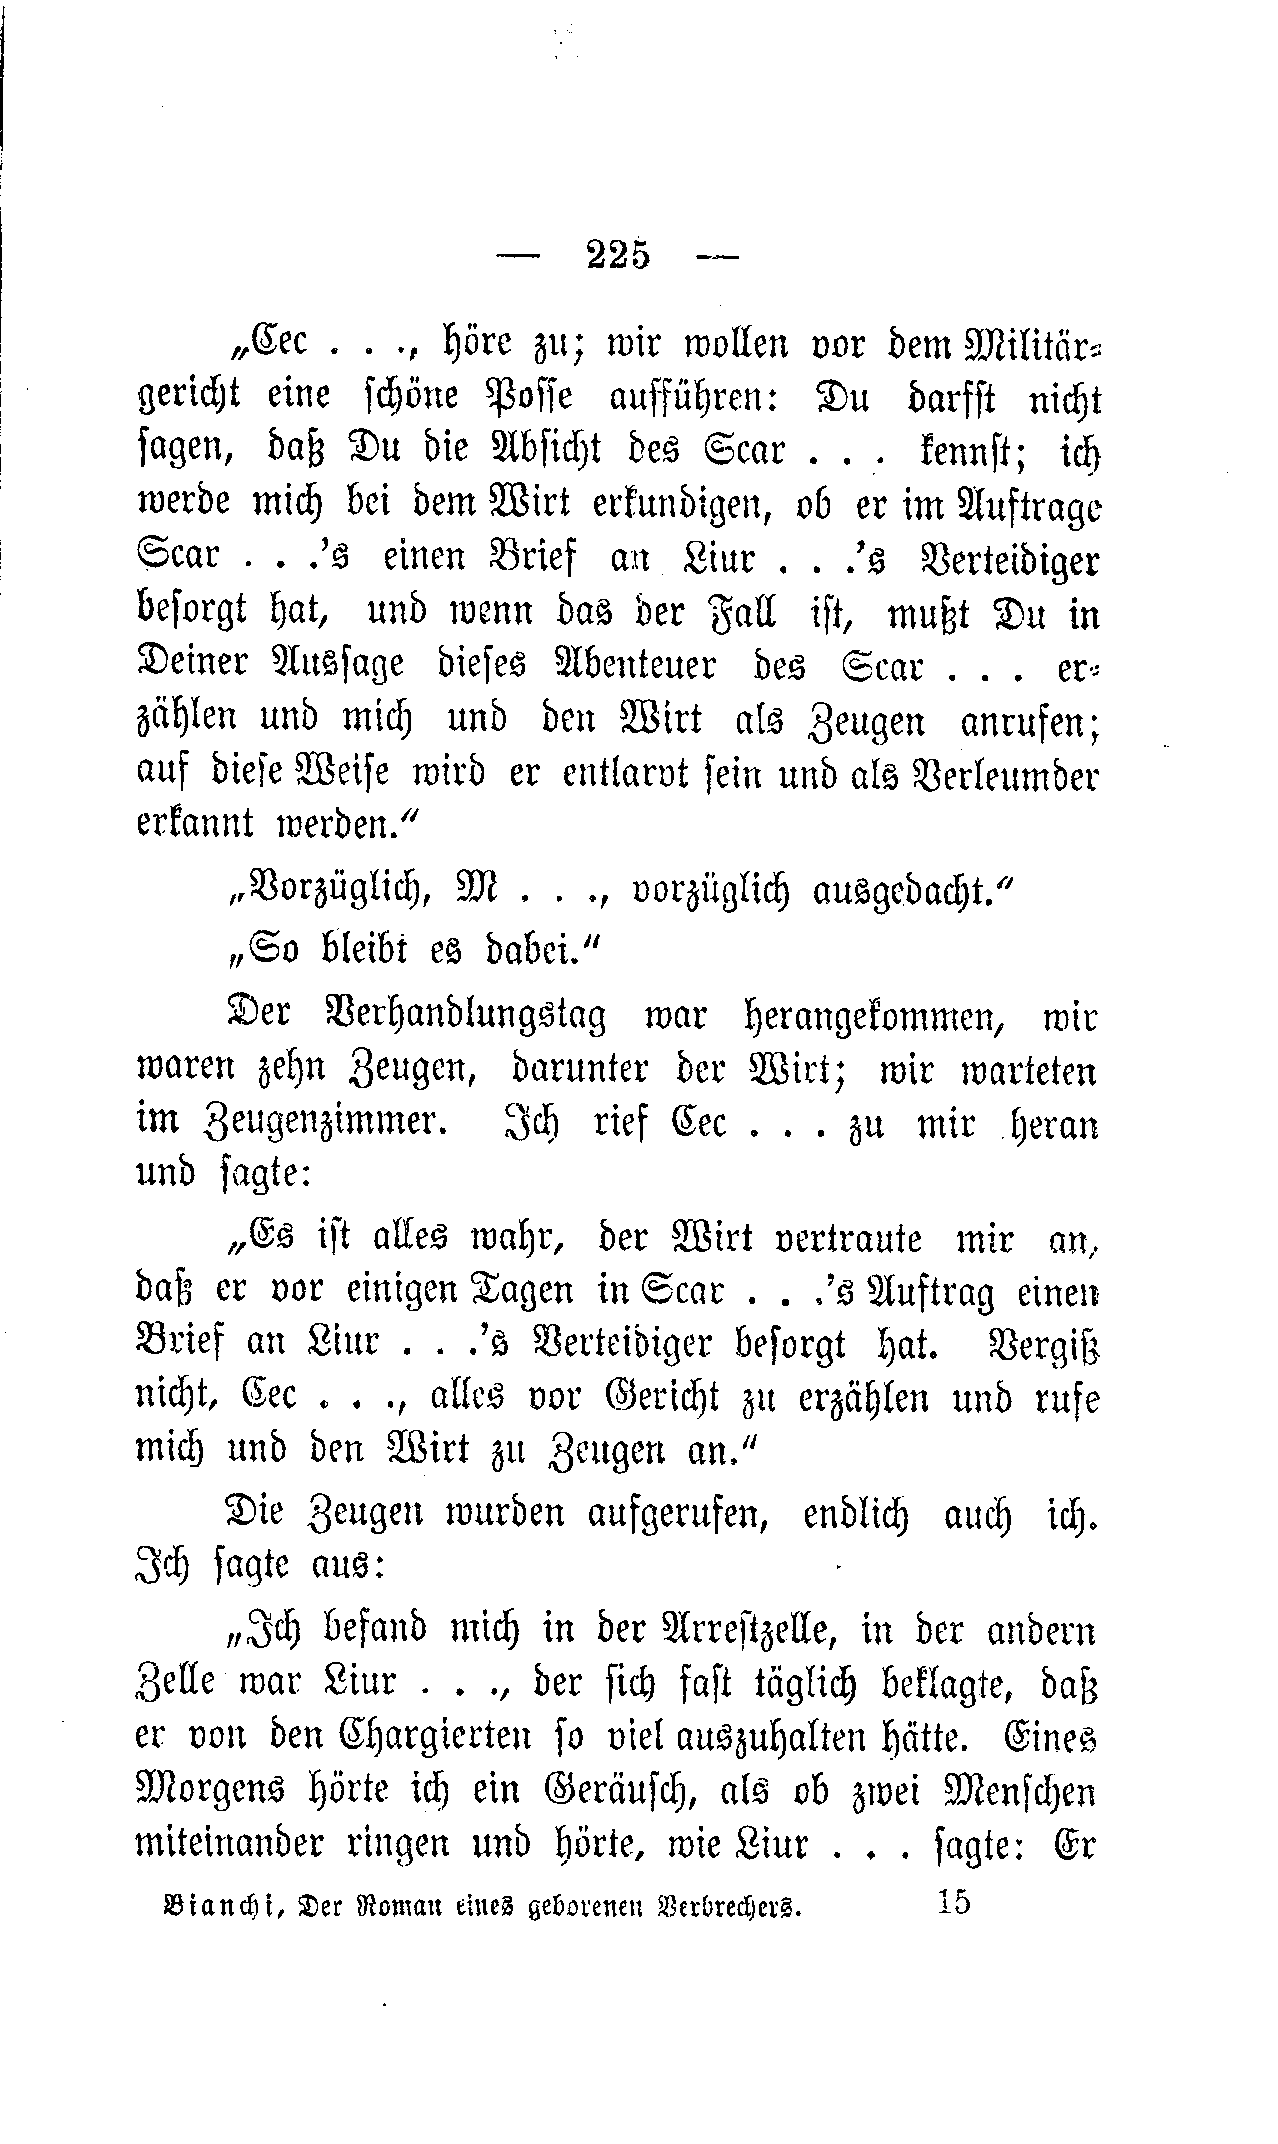 — 225 —
„Cec . . ., höre zu; wir wollen vor dem Militär-
gericht eine schöne Posse aufführen: Du darfst nicht
sagen, daß Du die Absicht des Scar . . . kennst; ich
werde mich bei dem Wirt erkundigen, ob er im Auftrage
Scar . . .'s einen Brief an Liur . . .'s Verteidiger
besorgt hat, und wenn das der Fall ist, mußt Du in
Deiner Aussage dieses Abenteuer des Scar . . . er-
zählen und mich und den Wirt als Zeugen anrufen;
auf diese Weise wird er entlarvt sein und als Verleumder
erkannt werden.“
„Vorzüglich, M . . ., vorzüglich ausgedacht.“
„So bleibt es dabei.“
Der Verhandlungstag war herangekommen, wir
waren zehn Zeugen, darunter der Wirt; wir warteten
im Zeugenzimmer. Ich rief Cec . . . zu mir heran
und sagte:
„Es ist alles wahr, der Wirt vertraute mir an,
daß er vor einigen Tagen in Scar . . .'s Auftrag einen
Brief an Liur . . .'s Verteidiger besorgt hat. Vergiß
nicht, Cec . . ., alles vor Gericht zu erzählen und rufe
mich und den Wirt zu Zeugen an.“
Die Zeugen wurden aufgerufen, endlich auch ich.
Ich sagte aus:
„Ich befand mich in der Arrestzelle, in der andern
Zelle war Liur . . ., der sich fast täglich beklagte, daß
er von den Chargierten so viel auszuhalten hätte. Eines
Morgens hörte ich ein Geräusch, als ob zwei Menschen
miteinander ringen und hörte, wie Liur . . . sagte: Er
Bianchi, Der Roman eines geborenen Verbrechers. 15